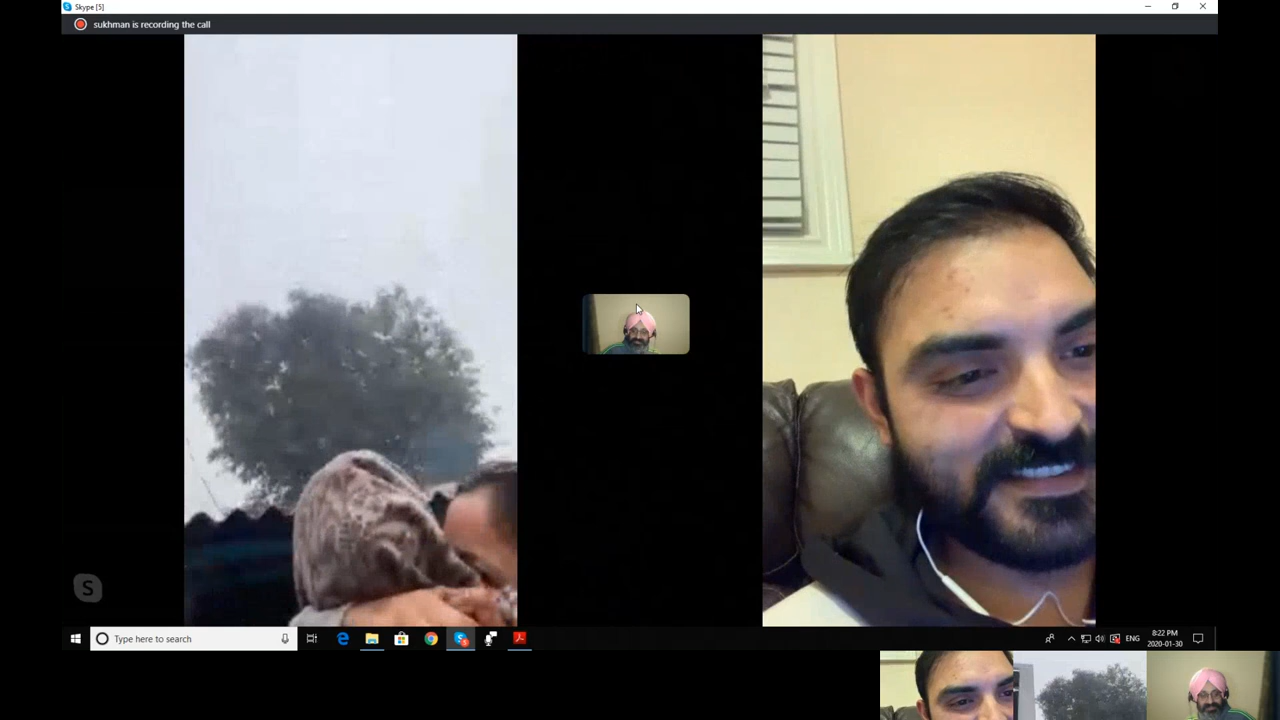 Skype [5]
sukhman is recording the call
S
Type here to search
ENG
8:22 PM
2020-01-30